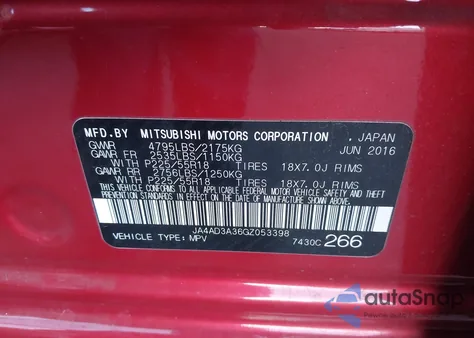 MFD.BY MITSUBISHI MOTORS CORPORATION , JAPAN
GVWR 4795LBS/2175KG JUN 2016
GAWR FR 2535LBS/1150KG
WITH P225/55R18 TIRES 18X7.0J RIMS
GAWR RR 2756LBS/1250KG
WITH P225/55R18 TIRES 18X7.0J RIMS
THIS VEHICLE CONFORMS TO ALL APPLICABLE FEDERAL MOTOR VEHICLE SAFETY AND THEFT
PREVENTION STANDARDS IN EFFECT ON THE DATE OF MANUFACTURE SHOWN ABOVE.
JA4AD3A36GZ053398
VEHICLE TYPE:MPV 7430C 266
autoSnap